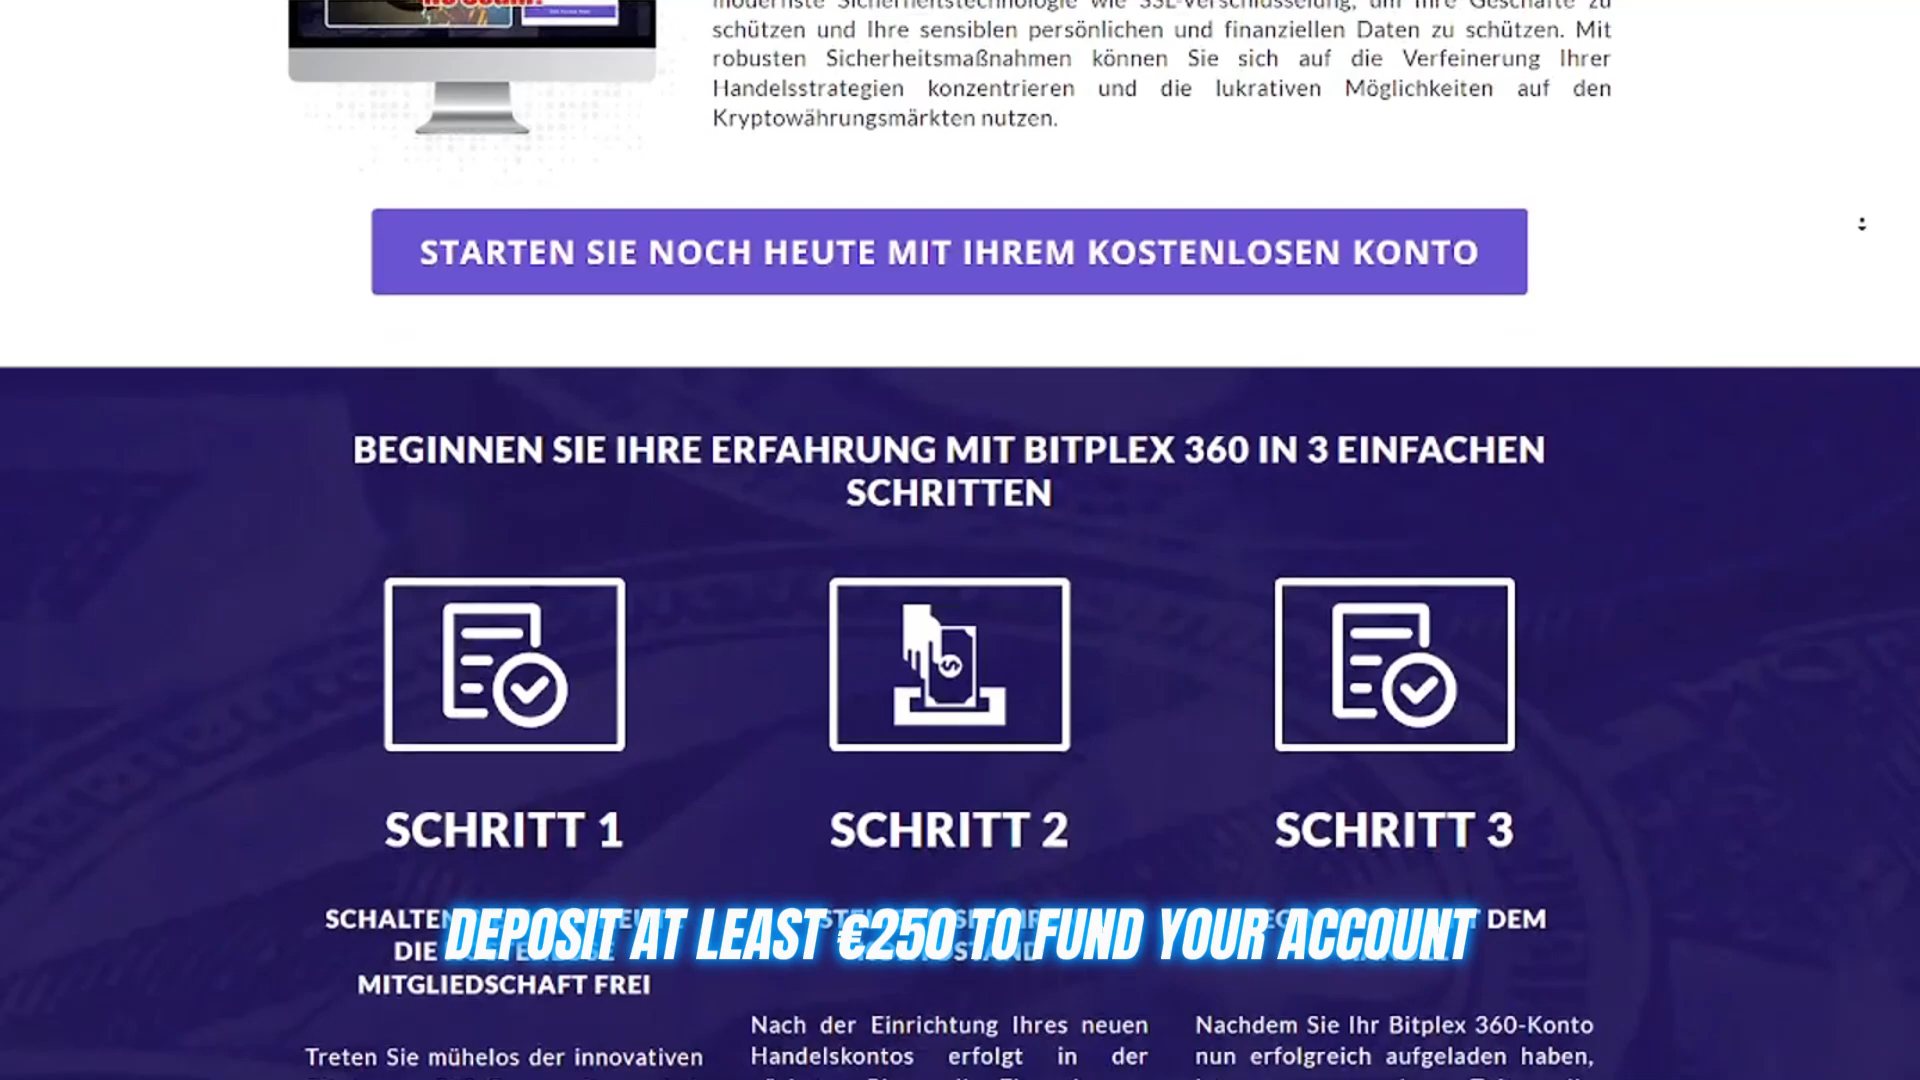 schützen und Ihre sensiblen persönlichen und finanziellen Daten zu schützen. Mit
robusten Sicherheitsmaßnahmen können Sie sich auf die Verfeinerung Ihrer
Handelsstrategien konzentrieren und die lukrativen Möglichkeiten auf den
Kryptowährungsmärkten nutzen.
STARTEN SIE NOCH HEUTE MIT IHREM KOSTENLOSEN KONTO
BEGINNEN SIE IHRE ERFAHRUNG MIT BITPLEX 360 IN 3 EINFACHEN
SCHRITTEN
SCHRITT 1
SCHRITT 2
SCHRITT 3
DEPOSIT AT LEAST €250 TO FUND YOUR ACCOUNT
SCHALTEN
DIE
MITGLIEDSCHAFT FREI
DEM
Treten Sie mühelos der innovativen
Nach der Einrichtung Ihres neuen
Handelskontos erfolgt in der
Nachdem Sie Ihr Bitplex 360-Konto
nun erfolgreich aufgeladen haben,